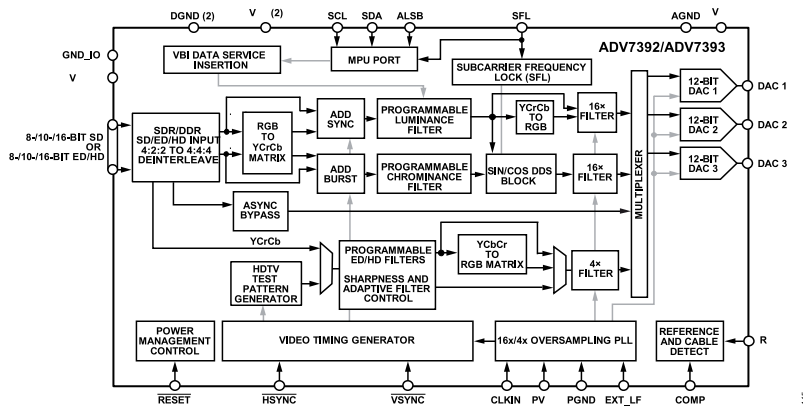 DGND (2)
V
(2)
SCL
SDA
ALSB
SFL
AGND
V
GND_IO
V
ADV7392/ADV7393
VBI DATA SERVICE
INSERTION
MPU PORT
SUBCARRIER FREQUENCY
LOCK (SFL)
8-/10-/16-BIT SD
OR
8-/10-/16-BIT ED/HD
SDR/DDR
SD/ED/HD INPUT
4:2:2 TO 4:4:4
DEINTERLEAVE
RGB
TO
YCrCb
MATRIX
ADD
SYNC
PROGRAMMABLE
LUMINANCE
FILTER
YCrCb
TO
RGB
16×
FILTER
ADD
BURST
PROGRAMMABLE
CHROMINANCE
FILTER
SIN/COS DDS
BLOCK
16×
FILTER
MULTIPLEXER
12-BIT
DAC 1
DAC 1
12-BIT
DAC 2
DAC 2
12-BIT
DAC 3
DAC 3
ASYNC
BYPASS
YCrCb
HDTV
TEST
PATTERN
GENERATOR
PROGRAMMABLE
ED/HD FILTERS
SHARPNESS AND
ADAPTIVE FILTER
CONTROL
YCbCr
TO
RGB MATRIX
4×
FILTER
POWER
MANAGEMENT
CONTROL
VIDEO TIMING GENERATOR
16x/4x OVERSAMPLING PLL
REFERENCE
AND CABLE
DETECT
R
RESET
HSYNC
VSYNC
CLKIN
PV
PGND
EXT_LF
COMP